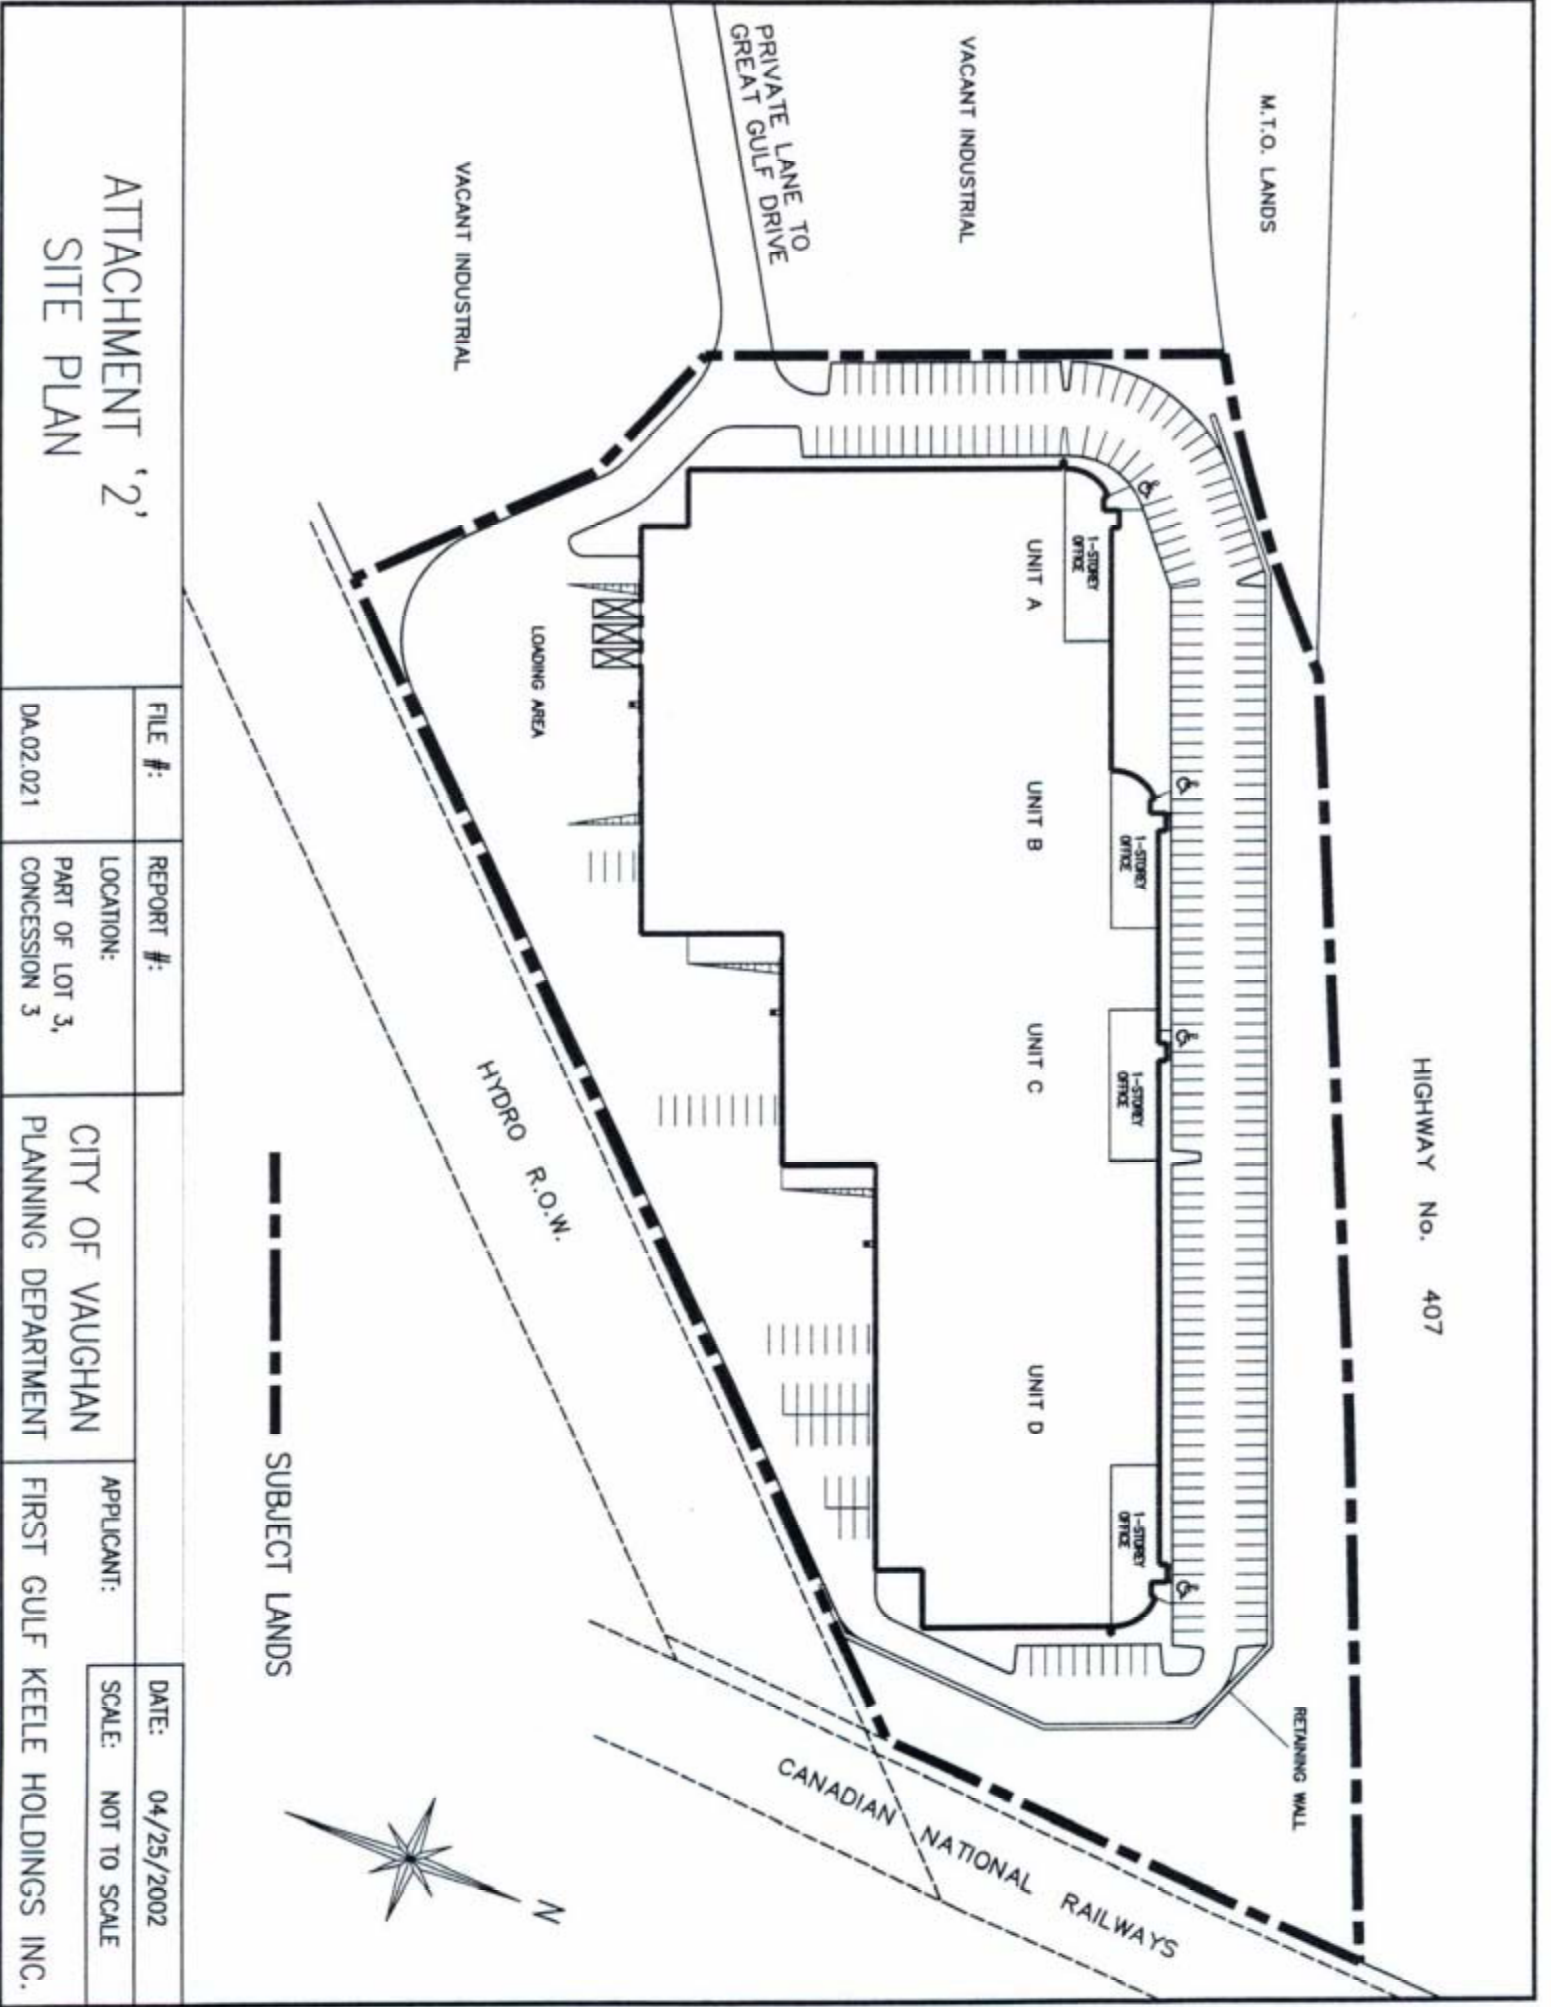 HIGHWAY No. 407
M.T.O. LANDS
RETAINING WALL
VACANT INDUSTRIAL
PRIVATE LANE TO
GREAT GULF DRIVE
VACANT INDUSTRIAL
1-STOREY
OFFICE
1-STOREY
OFFICE
1-STOREY
OFFICE
1-STOREY
OFFICE
UNIT A
UNIT B
UNIT C
UNIT D
LOADING AREA
HYDRO R.O.W.
CANADIAN NATIONAL RAILWAYS
N
SUBJECT LANDS
ATTACHMENT '2'
SITE PLAN
FILE #:
DA.02.021
REPORT #:
LOCATION:
PART OF LOT 3,
CONCESSION 3
CITY OF VAUGHAN
PLANNING DEPARTMENT
DATE: 04/25/2002
SCALE: NOT TO SCALE
APPLICANT:
FIRST GULF KEELE HOLDINGS INC.